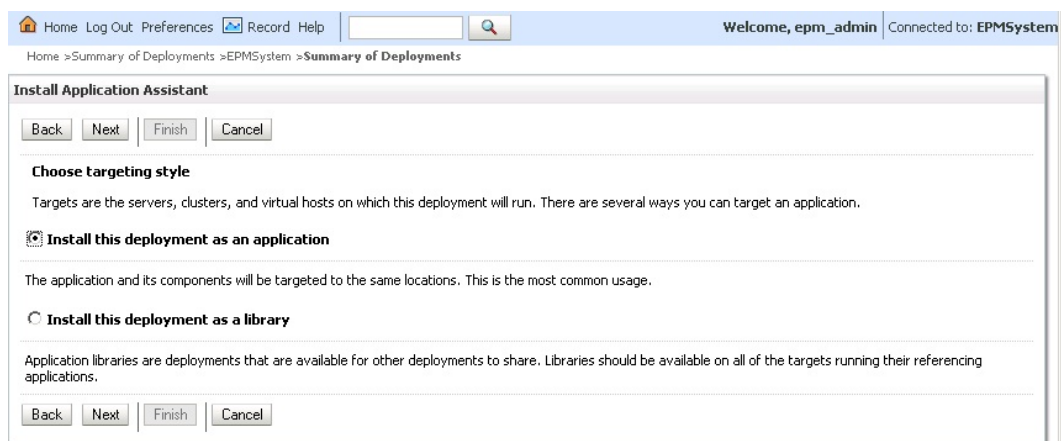 Home Log Out Preferences Record Help Welcome, epm_admin Connected to: EPMSystem
Home >Summary of Deployments >EPMSystem >Summary of Deployments
Install Application Assistant
Back Next Finish Cancel
Choose targeting style
Targets are the servers, clusters, and virtual hosts on which this deployment will run. There are several ways you can target an application.
Install this deployment as an application
The application and its components will be targeted to the same locations. This is the most common usage.
Install this deployment as a library
Application libraries are deployments that are available for other deployments to share. Libraries should be available on all of the targets running their referencing
applications.
Back Next Finish Cancel